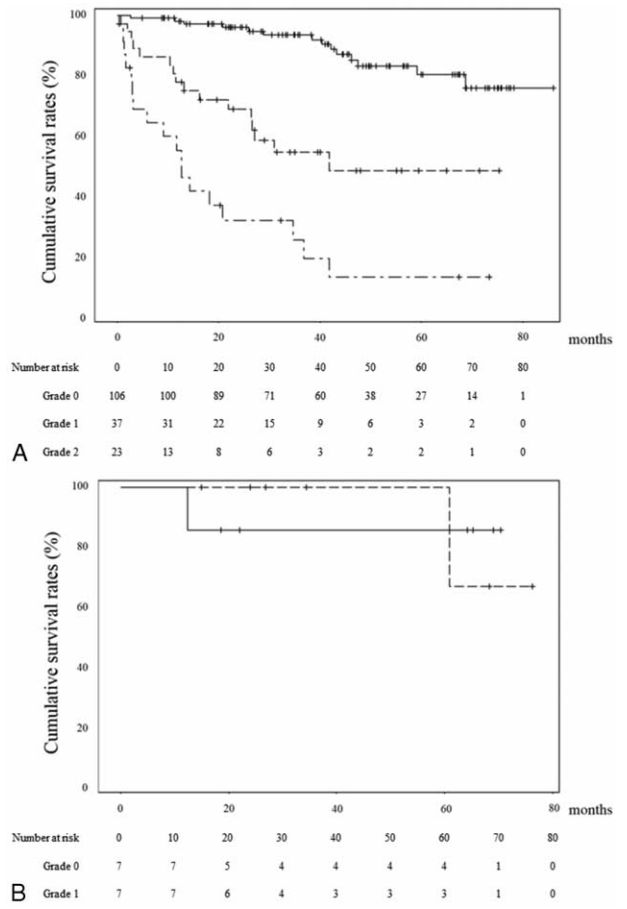 Cumulative survival rates (%)
100
80
60
40
20
0
0 20 40 60 80 months
Number at risk 0 10 20 30 40 50 60 70 80
Grade 0 106 100 89 71 60 38 27 14 1
Grade 1 37 31 22 15 9 6 3 2 0
A Grade 2 23 13 8 6 3 2 2 1 0
Cumulative survival rates (%)
100
80
60
40
20
0
0 20 40 60 80 months
Number at risk 0 10 20 30 40 50 60 70 80
Grade 0 7 7 5 4 4 4 4 1 0
B Grade 1 7 7 6 4 3 3 3 1 0